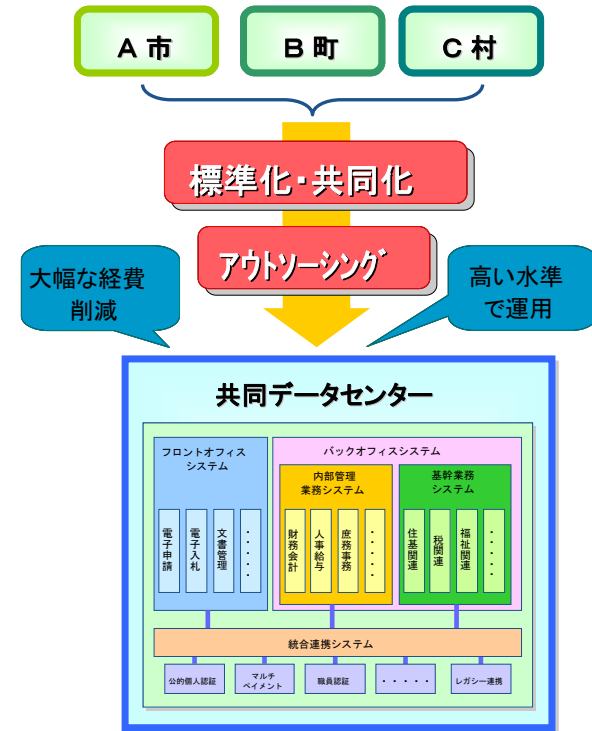 A 市
B 町
C 村
標準化・共同化
アウトソーシング
大幅な経費
削減
高い水準
で運用
共同データセンター
フロントオフィス
システム
バックオフィスシステム
内部管理
業務システム
基幹業務
システム
電子申請
電子入札
文書管理
・・・・・
財務会計
人事給与
庶務事務
・・・・・
住基関連
税関連
福祉関連
・・・・・
統合連携システム
公的個人認証
マルチ
ペイメント
職員認証
・・・・・
レガシー連携